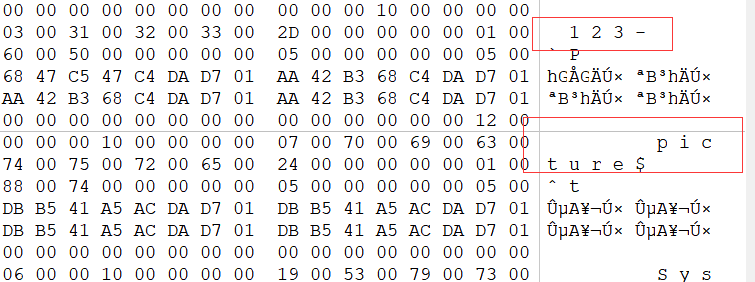 00 00 00 00 00 00 00 00 00 00 00 10 00 00 00 00
03 00 31 00 32 00 33 00 2D 00 00 00 00 00 01 00 1 2 3 -
60 00 50 00 00 00 00 00 05 00 00 00 00 00 05 00 ` P
68 47 C5 47 C4 DA D7 01 AA 42 B3 68 C4 DA D7 01 hGÅGÄÚ× ªB³hÄÚ×
AA 42 B3 68 C4 DA D7 01 AA 42 B3 68 C4 DA D7 01 ªB³hÄÚ× ªB³hÄÚ×
00 00 00 00 00 00 00 00 00 00 00 00 00 00 12 00
00 00 00 10 00 00 00 00 07 00 70 00 69 00 63 00 p i c
74 00 75 00 72 00 65 00 24 00 00 00 00 00 01 00 t u r e $
88 00 74 00 00 00 00 00 05 00 00 00 00 00 05 00 ˆ t
DB B5 41 A5 AC DA D7 01 DB B5 41 A5 AC DA D7 01 ÛµA¥¬Ú× ÛµA¥¬Ú×
DB B5 41 A5 AC DA D7 01 DB B5 41 A5 AC DA D7 01 ÛµA¥¬Ú× ÛµA¥¬Ú×
00 00 00 00 00 00 00 00 00 00 00 00 00 00 00 00
06 00 00 10 00 00 00 00 19 00 53 00 79 00 73 00 S y s